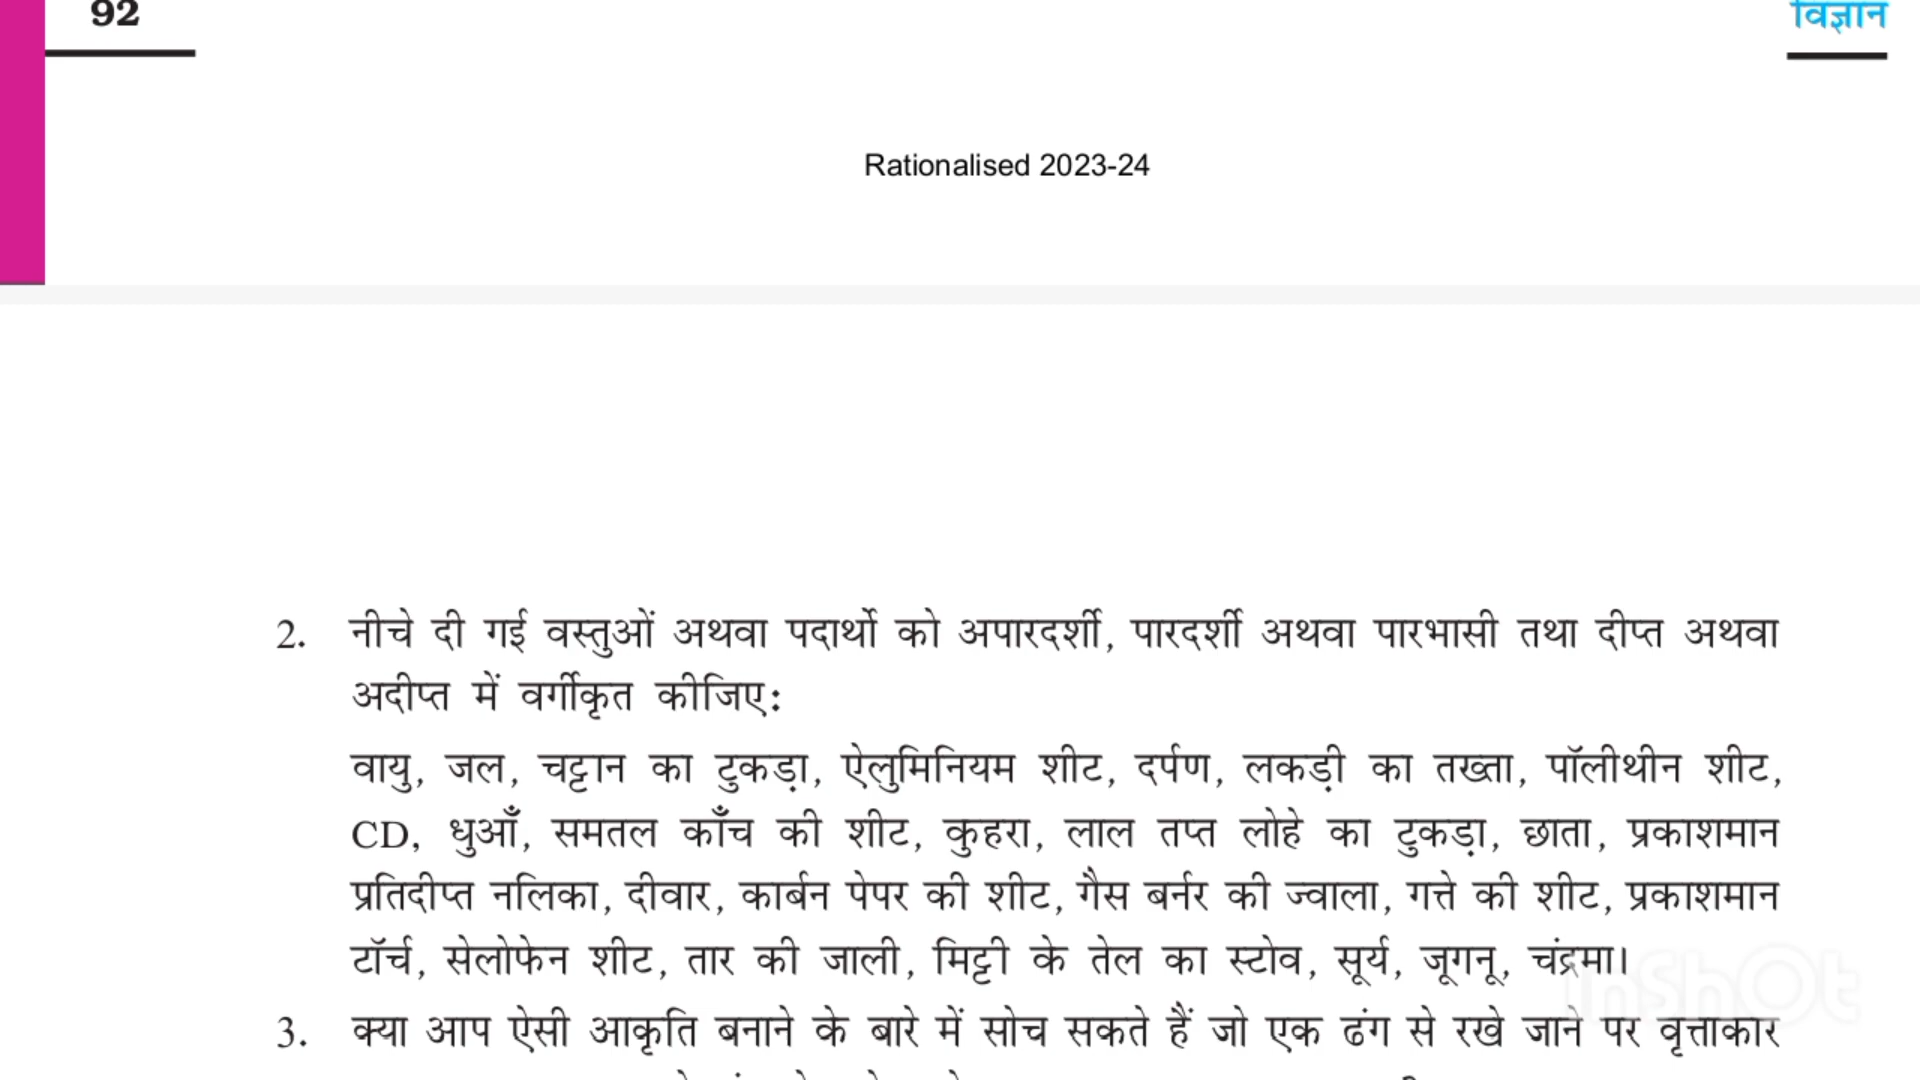 92
विज्ञान
Rationalised 2023-24
2. नीचे दी गई वस्तुओं अथवा पदार्थों को अपारदर्शी, पारदर्शी अथवा पारभासी तथा दीप्त अथवा
अदीप्त में वर्गीकृत कीजिए:
वायु, जल, चट्टान का टुकड़ा, ऐलुमिनियम शीट, दर्पण, लकड़ी का तख्ता, पॉलीथीन शीट,
CD, धुआँ, समतल काँच की शीट, कुहरा, लाल तप्त लोहे का टुकड़ा, छाता, प्रकाशमान
प्रतिदीप्त नलिका, दीवार, कार्बन पेपर की शीट, गैस बर्नर की ज्वाला, गत्ते की शीट, प्रकाशमान
टॉर्च, सेलोफेन शीट, तार की जाली, मिट्टी के तेल का स्टोव, सूर्य, जूगनू, चंद्रमा।
InShOt
3. क्या आप ऐसी आकृति बनाने के बारे में सोच सकते हैं जो एक ढंग से रखे जाने पर वृत्ताकार